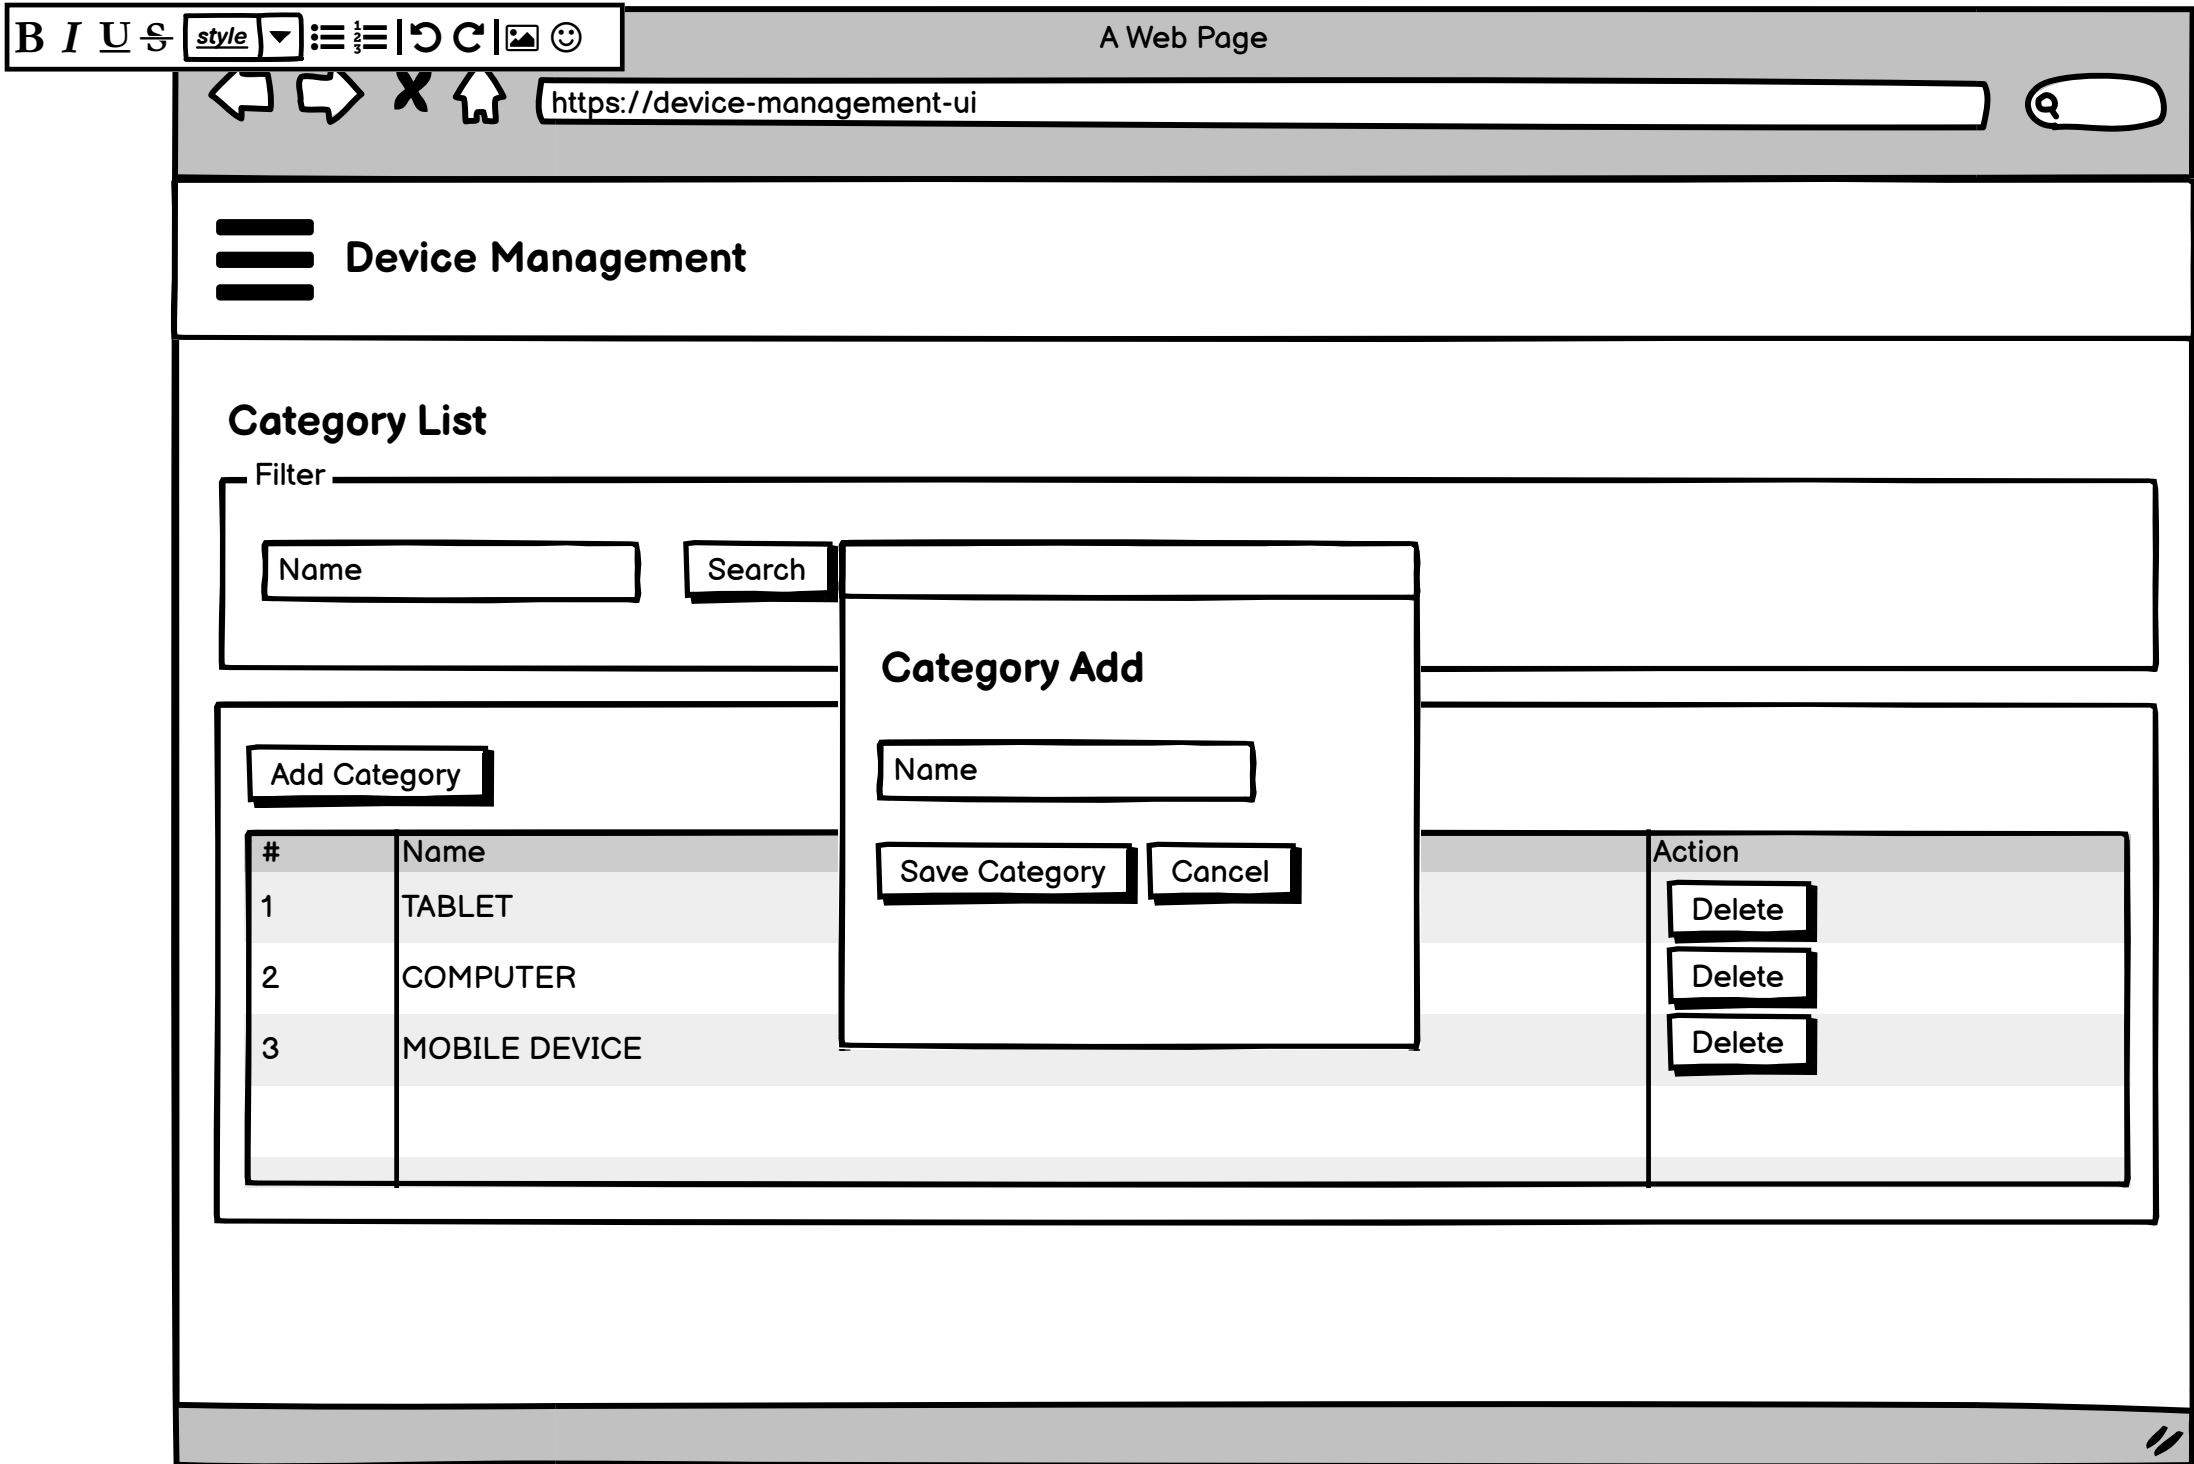 B I U S style
A Web Page
https://device-management-ui
Device Management
Category List
Filter
Name Search
Category Add
Name
Save Category Cancel
Add Category
# Name Action
1 TABLET Delete
2 COMPUTER Delete
3 MOBILE DEVICE Delete